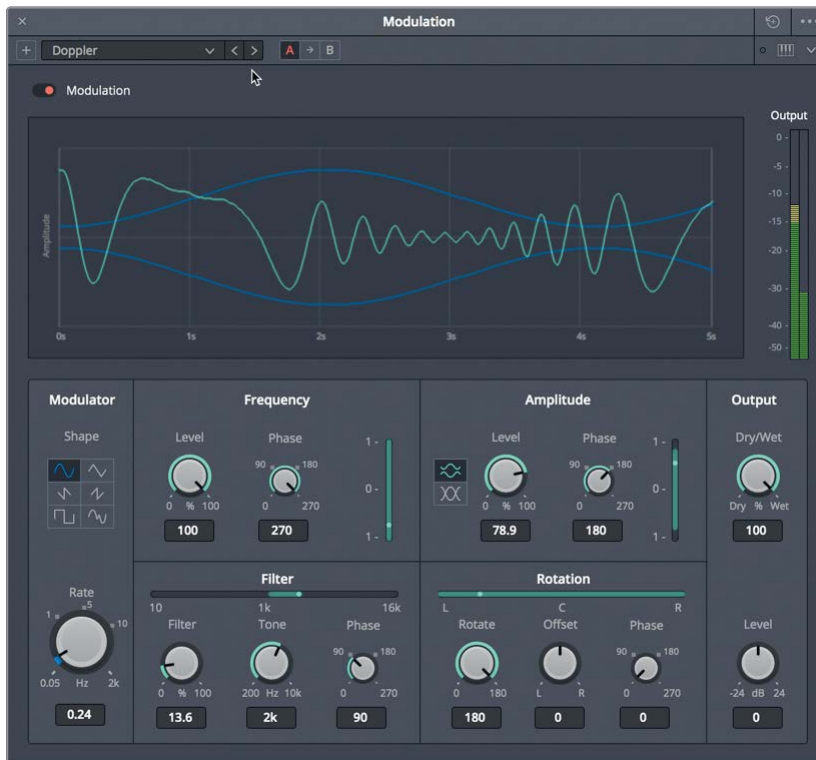 Modulation
Doppler
A B
Modulation
Output
0 -
-5 -
-10 -
-15 -
-20 -
-30 -
-40 -
-50 -
Amplitude
0s 1s 2s 3s 4s 5s
Modulator Frequency Amplitude Output
Shape
Level Phase
1 -
0 -
1 -
90 180
0 % 100
0 270
100 270
Level Phase
1 -
0 -
1 -
90 180
0 % 100
0 270
78.9 180
Dry/Wet
Dry % Wet
100
Rate
1 5 10
0.05 Hz 2k
0.24
Filter
10 1k 16k
Filter Tone Phase
90 180
0 % 100
200 Hz 10k
0 270
13.6 2k 90
Rotation
L C R
Rotate Offset Phase
90 180
0 180
L R
0 270
180 0 0
Level
-24 dB 24
0